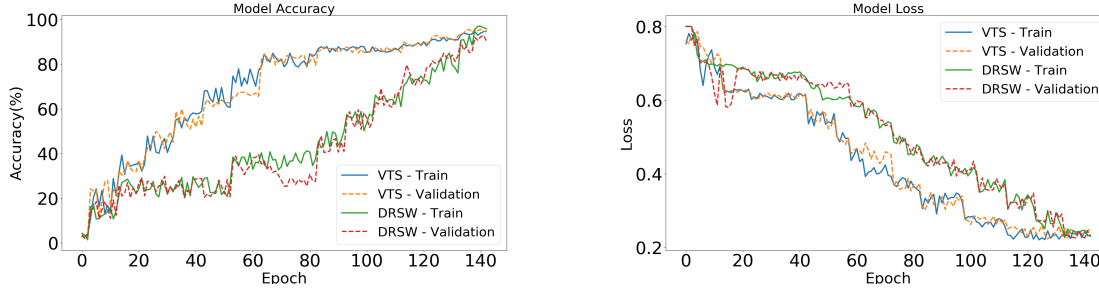 Model Accuracy
Accuracy(%)
100
80
60
40
20
0
0 20 40 60 80 100 120 140
Epoch
VTS - Train
VTS - Validation
DRSW - Train
DRSW - Validation
Model Loss
Loss
0.8
0.6
0.4
0.2
0 20 40 60 80 100 120 140
Epoch
VTS - Train
VTS - Validation
DRSW - Train
DRSW - Validation